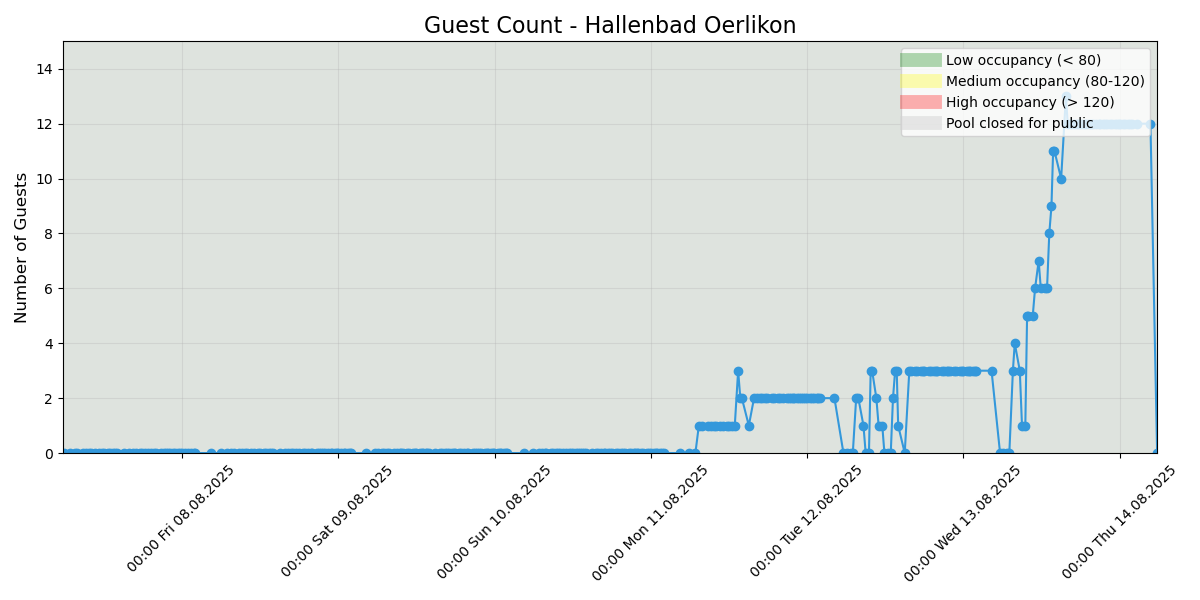 Guest Count - Hallenbad Oerlikon
Number of Guests
14
12
10
8
6
4
2
0
Low occupancy (< 80)
Medium occupancy (80-120)
High occupancy (> 120)
Pool closed for public
00:00 Fri 08.08.2025
00:00 Sat 09.08.2025
00:00 Sun 10.08.2025
00:00 Mon 11.08.2025
00:00 Tue 12.08.2025
00:00 Wed 13.08.2025
00:00 Thu 14.08.2025